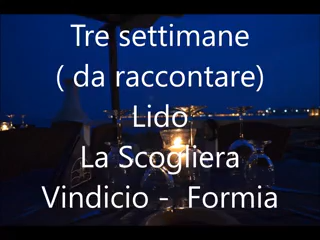 Tre settimane
( da raccontare)
Lido
La Scogliera
Vindicio -  Formia